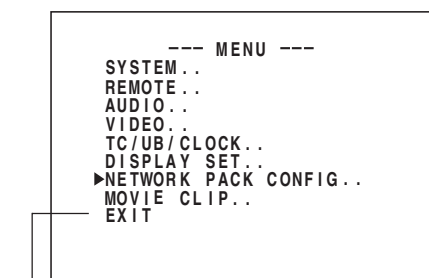 --- MENU ---
SYSTEM..
REMOTE..
AUDIO..
VIDEO..
TC/UB/CLOCK..
DISPLAY SET..
▶NETWORK PACK CONFIG..
MOVIE CLIP..
EXIT